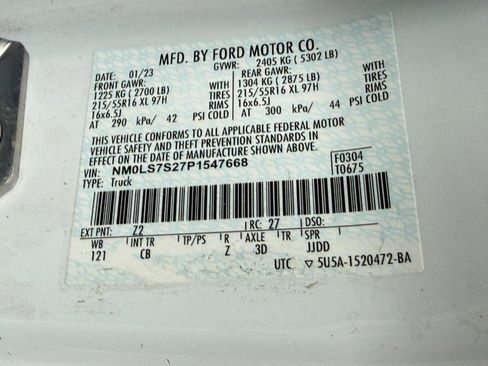 MFD. BY FORD MOTOR CO.
DATE: 01/23 GVWR: 2405 KG ( 5302 LB)
FRONT GAWR: REAR GAWR:
1225 KG ( 2700 LB) WITH 1304 KG ( 2875 LB) WITH
215/55R16 XL 97H TIRES 215/55R16 XL 97H TIRES
16x6.5J RIMS 16x6.5J RIMS
AT 290 kPa/ 42 PSI COLD AT 300 kPa/ 44 PSI COLD
THIS VEHICLE CONFORMS TO ALL APPLICABLE FEDERAL MOTOR
VEHICLE SAFETY AND THEFT PREVENTION STANDARDS IN
EFFECT ON THE DATE OF MANUFACTURE SHOWN ABOVE.
VIN: NM0LS7S27P1547668 F0304
TYPE: Truck T0675
EXT PNT: Z2 RC: 27 DSO:
WB INT TR TP/PS R AXLE TR SPR
121 CB Z 3D JJDD
UTC ▽ 5U5A-1520472-BA